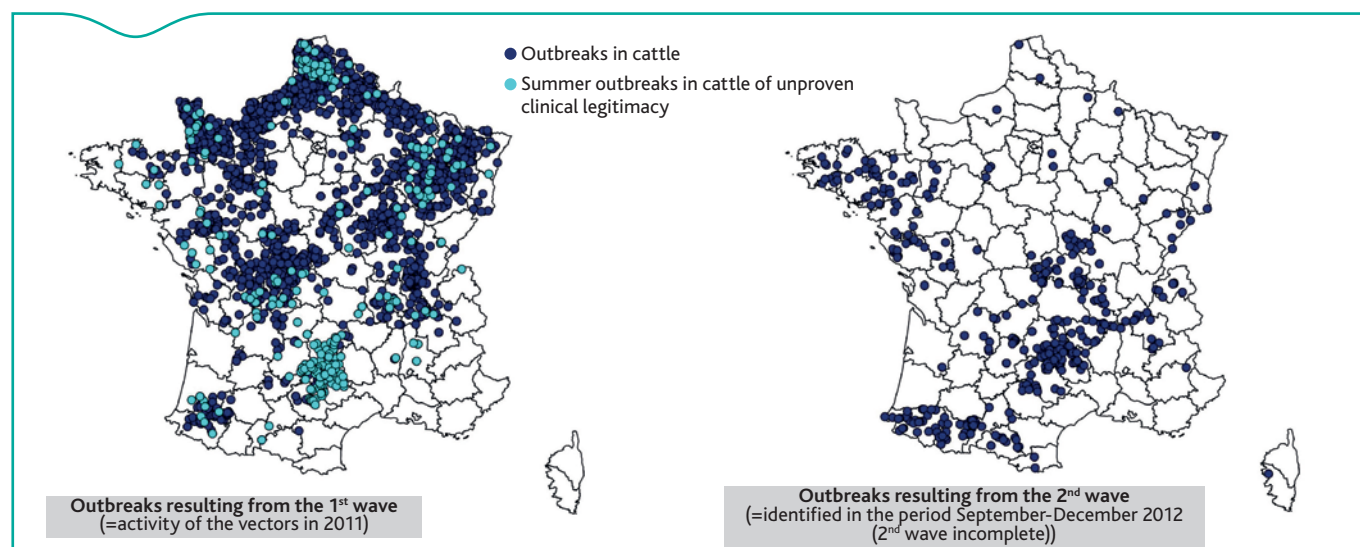 Outbreaks in cattle
Summer outbreaks in cattle of unproven
clinical legitimacy
Outbreaks resulting from the 1st wave
(=activity of the vectors in 2011)
Outbreaks resulting from the 2nd wave
(=identified in the period September-December 2012
(2nd wave incomplete))